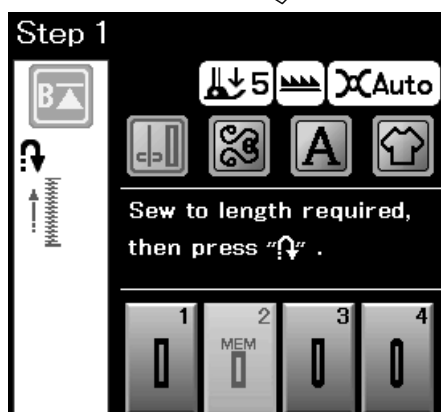 Step 1
B
5
Auto
A
Sew to length required,
then press “ ” .
1
2
3
4
MEM